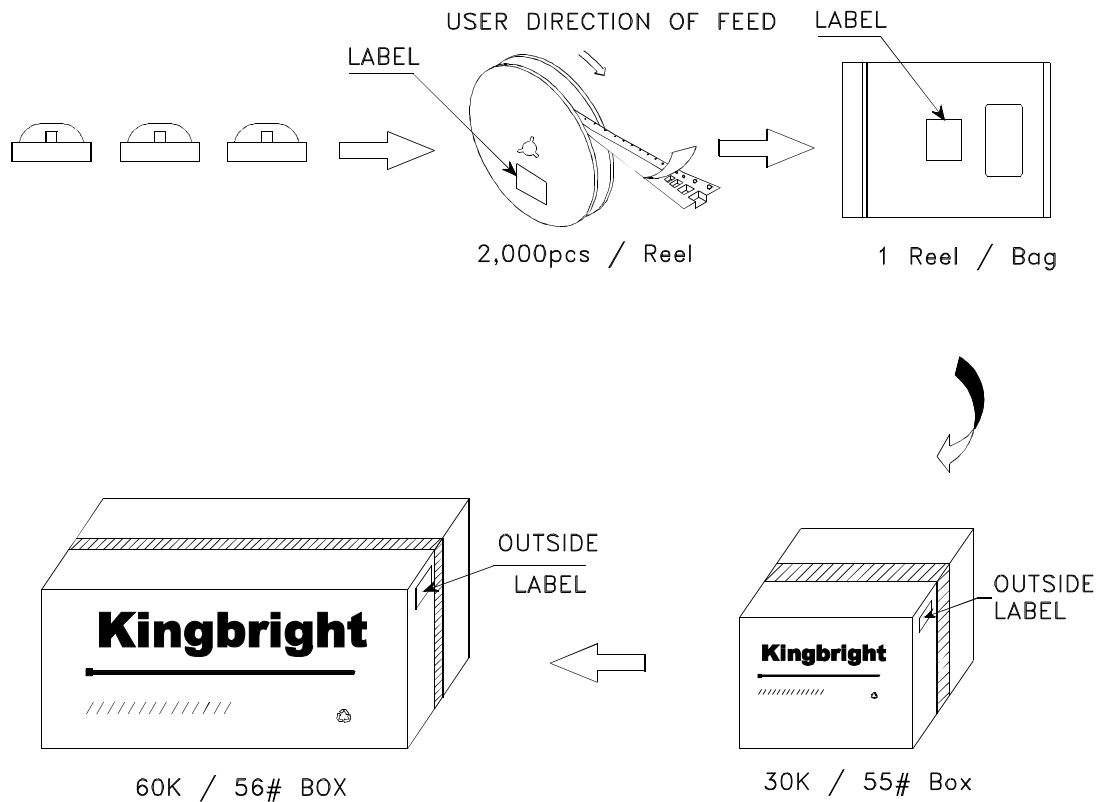 USER DIRECTION OF FEED
LABEL
LABEL
2,000pcs / Reel
1 Reel / Bag
OUTSIDE
LABEL
OUTSIDE
LABEL
Kingbright
Kingbright
60K / 56# BOX
30K / 55# Box